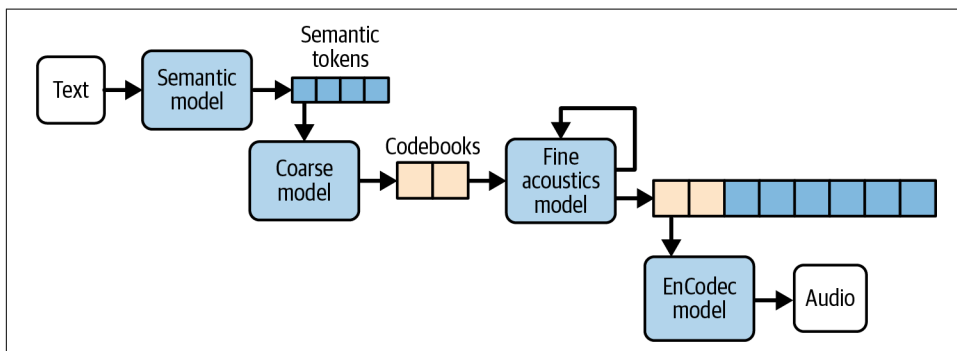 Text
Semantic
model
Semantic
tokens
Coarse
model
Codebooks
Fine
acoustics
model
EnCodec
model
Audio